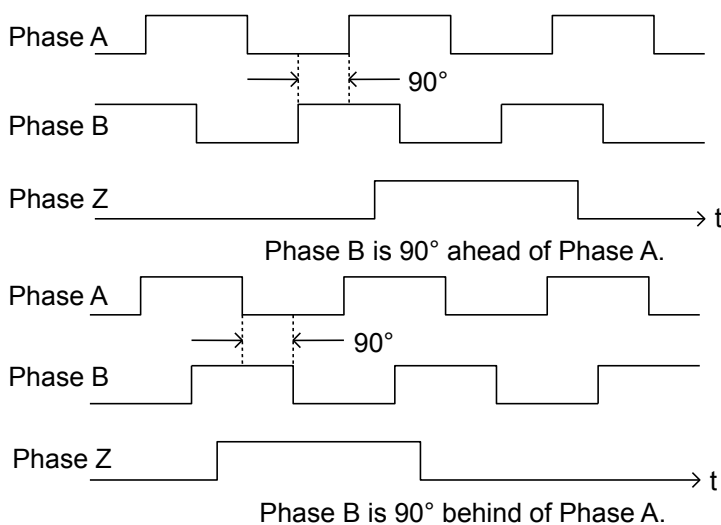 Phase A
90°
Phase B
Phase Z
t
Phase B is 90° ahead of Phase A.
Phase A
90°
Phase B
Phase Z
t
Phase B is 90° behind of Phase A.